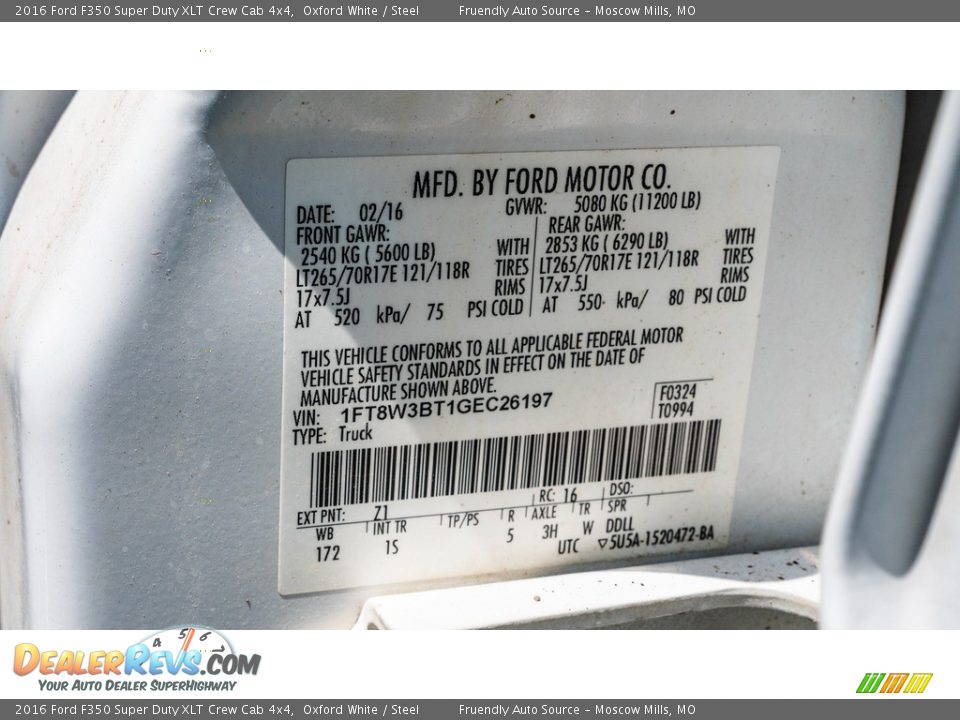 2016 Ford F350 Super Duty XLT Crew Cab 4x4, Oxford White / Steel Fruendly Auto Source - Moscow Mills, MO
MFD. BY FORD MOTOR CO.
DATE: 02/16 GVWR: 5080 KG (11200 LB)
FRONT GAWR: REAR GAWR:
2540 KG ( 5600 LB) WITH 2853 KG ( 6290 LB) WITH
LT265/70R17E 121/118R TIRES LT265/70R17E 121/118R TIRES
17x7.5J RIMS 17x7.5J RIMS
AT 520 kPa/ 75 PSI COLD AT 550 kPa/ 80 PSI COLD
THIS VEHICLE CONFORMS TO ALL APPLICABLE FEDERAL MOTOR
VEHICLE SAFETY STANDARDS IN EFFECT ON THE DATE OF
MANUFACTURE SHOWN ABOVE.
VIN: 1FT8W3BT1GEC26197 F0324
TYPE: Truck T0994
EXT PNT: Z1 RC: 16 DSO:
WB INT TR TP/PS R AXLE TR SPR
172 1S 5 3H W DDLL
UTC ▽5U5A-1520472-BA
4 5 6
DEALERREVS.COM
YOUR AUTO DEALER SUPERHIGHWAY
2016 Ford F350 Super Duty XLT Crew Cab 4x4, Oxford White / Steel Fruendly Auto Source - Moscow Mills, MO